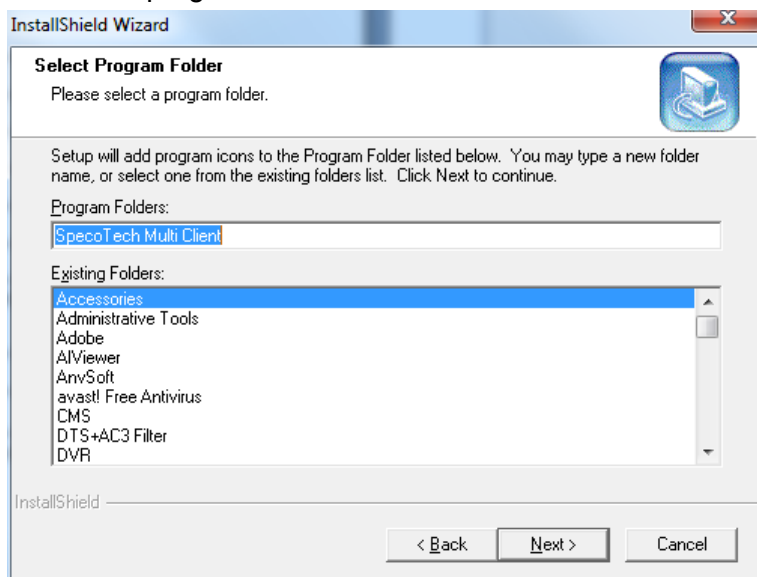 InstallShield Wizard
Select Program Folder
Please select a program folder.
Setup will add program icons to the Program Folder listed below. You may type a new folder
name, or select one from the existing folders list. Click Next to continue.
Program Folders:
SpecoTech Multi Client
Existing Folders:
Accessories
Administrative Tools
Adobe
AIViewer
AnvSoft
avast! Free Antivirus
CMS
DTS+AC3 Filter
DVR
InstallShield
< Back
Next >
Cancel